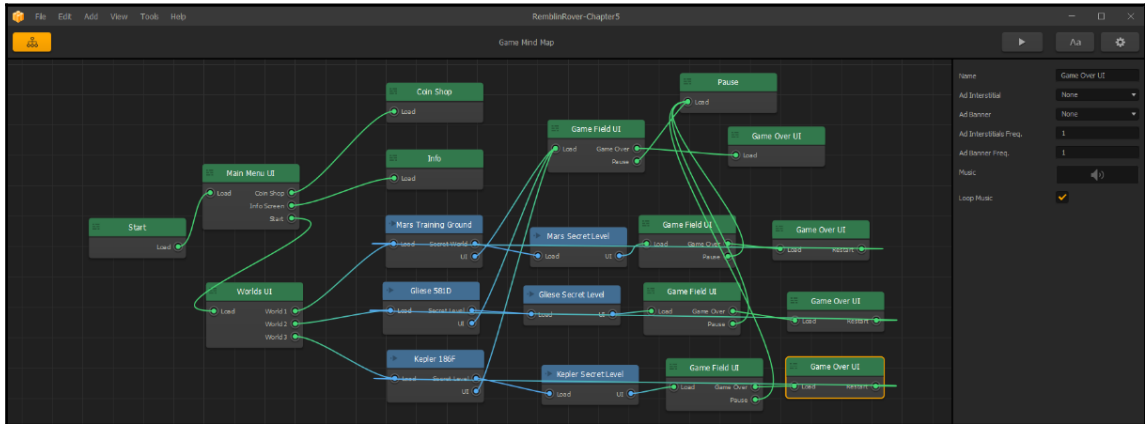 File Edit Add View Tools Help
RemblinRover-Chapter5
Game Mind Map
Aa
Start
Load
Main Menu UI
Load Coin Shop
Info Screen
Start
Worlds UI
Load World 1
World 2
World 3
Coin Shop
Load
Info
Load
Mars Training Ground
Load Secret World
UI
Gliese 581D
Load Secret Level
UI
Kepler 186F
Load Secret Level
UI
Game Field UI
Load Game Over
Pause
Pause
Load
Game Over UI
Load
Mars Secret Level
Load UI
Game Field UI
Load Game Over
Pause
Game Over UI
Load Restart
Gliese Secret Level
Load UI
Game Field UI
Load Game Over
Pause
Game Over UI
Load Restart
Kepler Secret Level
Load UI
Game Field UI
Load Game Over
Pause
Game Over UI
Load Restart
Name Game Over UI
Ad Interstitial None
Ad Banner None
Ad Interstitials Freq. 1
Ad Banner Freq. 1
Music
Loop Music